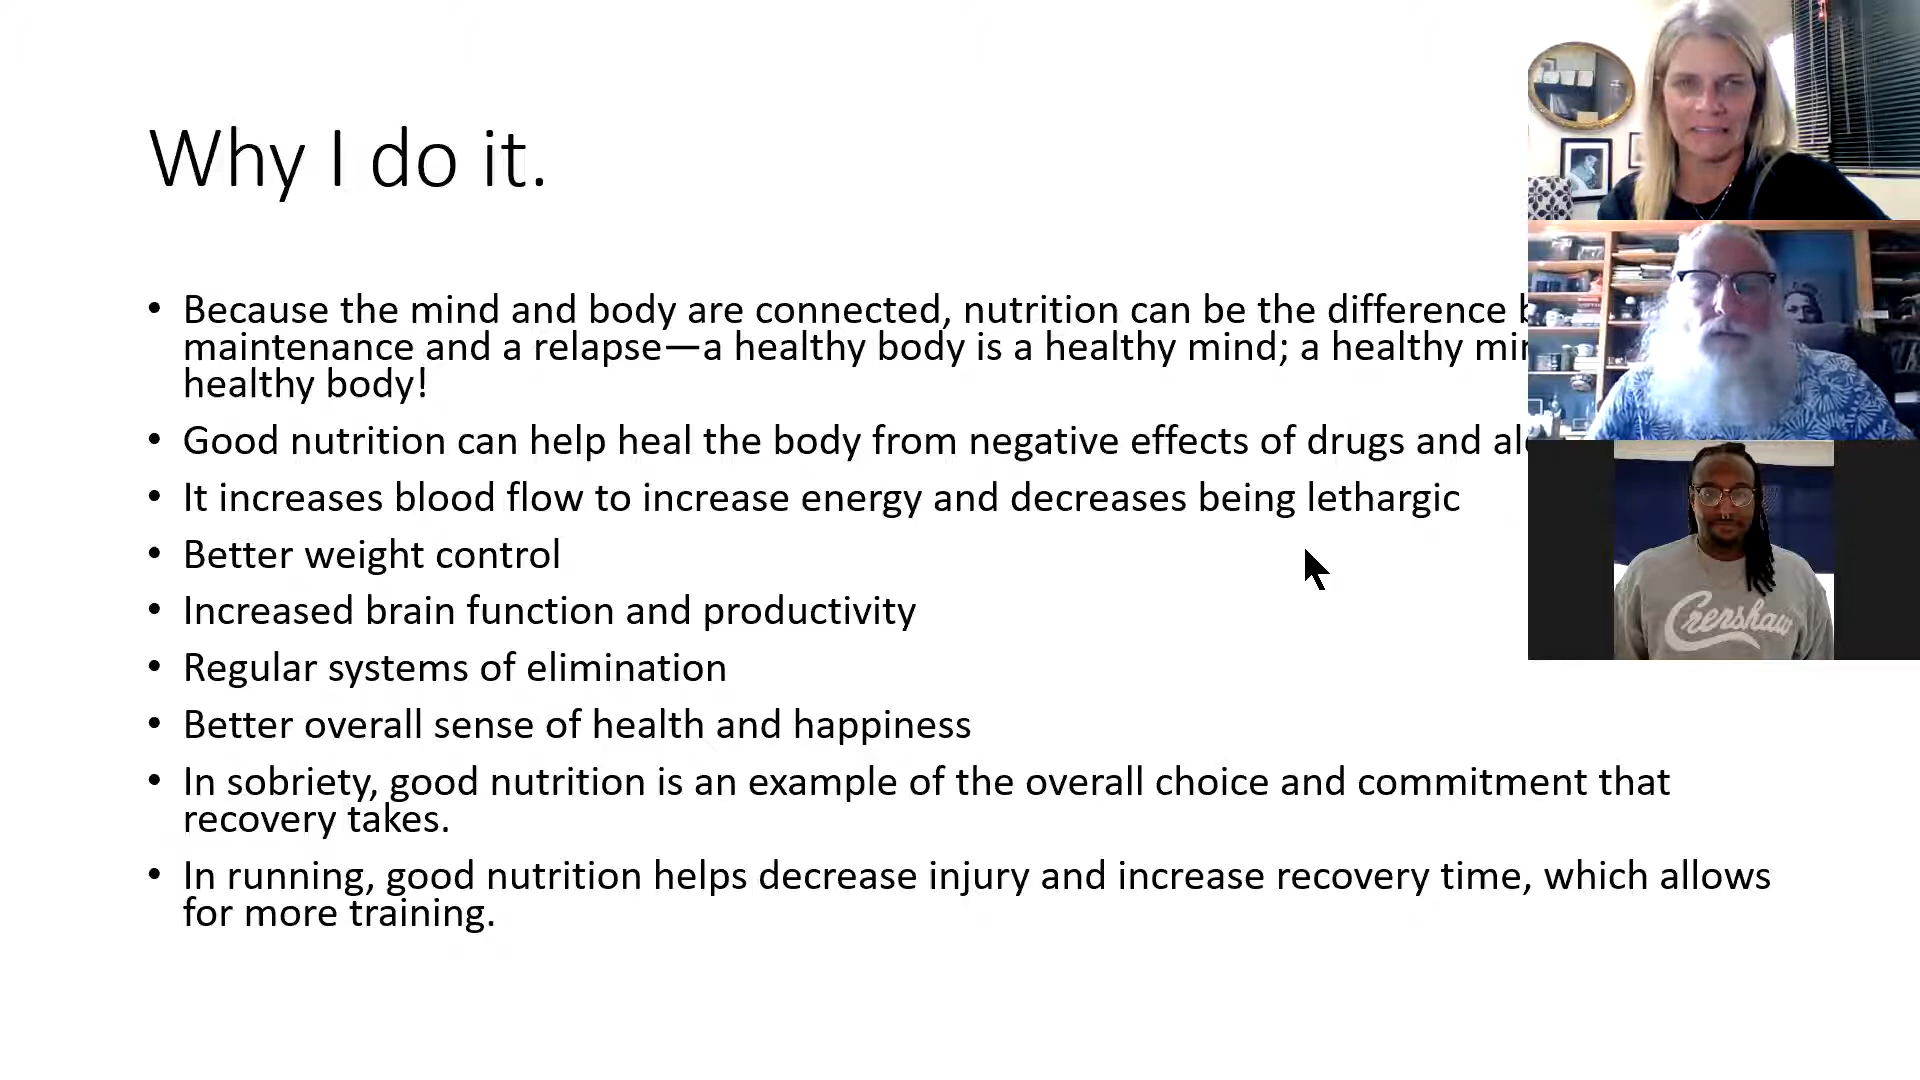 Why I do it.
• Because the mind and body are connected, nutrition can be the difference
maintenance and a relapse—a healthy body is a healthy mind; a healthy
healthy body!
• Good nutrition can help heal the body from negative effects of drugs and
• It increases blood flow to increase energy and decreases being lethargic
• Better weight control
• Increased brain function and productivity
• Regular systems of elimination
• Better overall sense of health and happiness
• In sobriety, good nutrition is an example of the overall choice and commitment that
recovery takes.
• In running, good nutrition helps decrease injury and increase recovery time, which allows
for more training.
Crenshaw